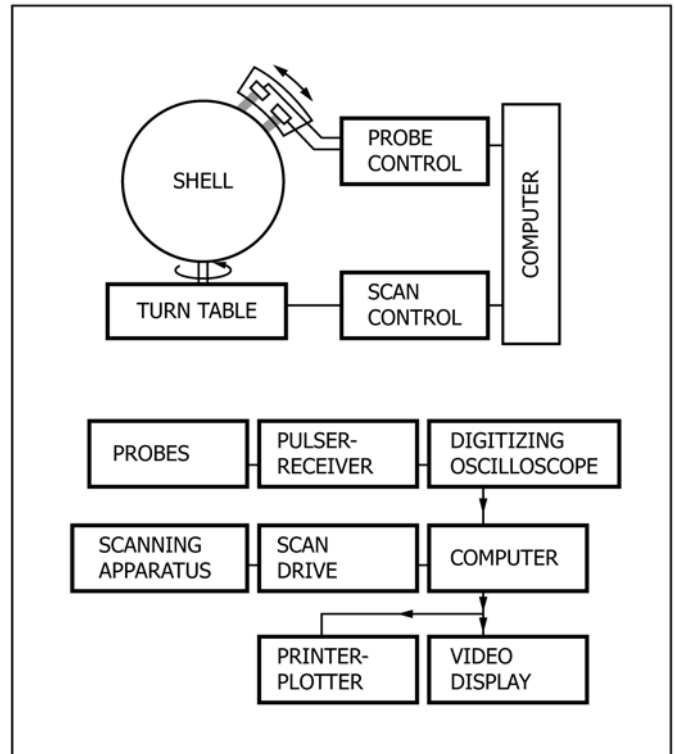 SHELL
PROBE
CONTROL
COMPUTER
TURN TABLE
SCAN
CONTROL
PROBES
PULSER-
RECEIVER
DIGITIZING
OSCILLOSCOPE
SCANNING
APPARATUS
SCAN
DRIVE
COMPUTER
PRINTER-
PLOTTER
VIDEO
DISPLAY